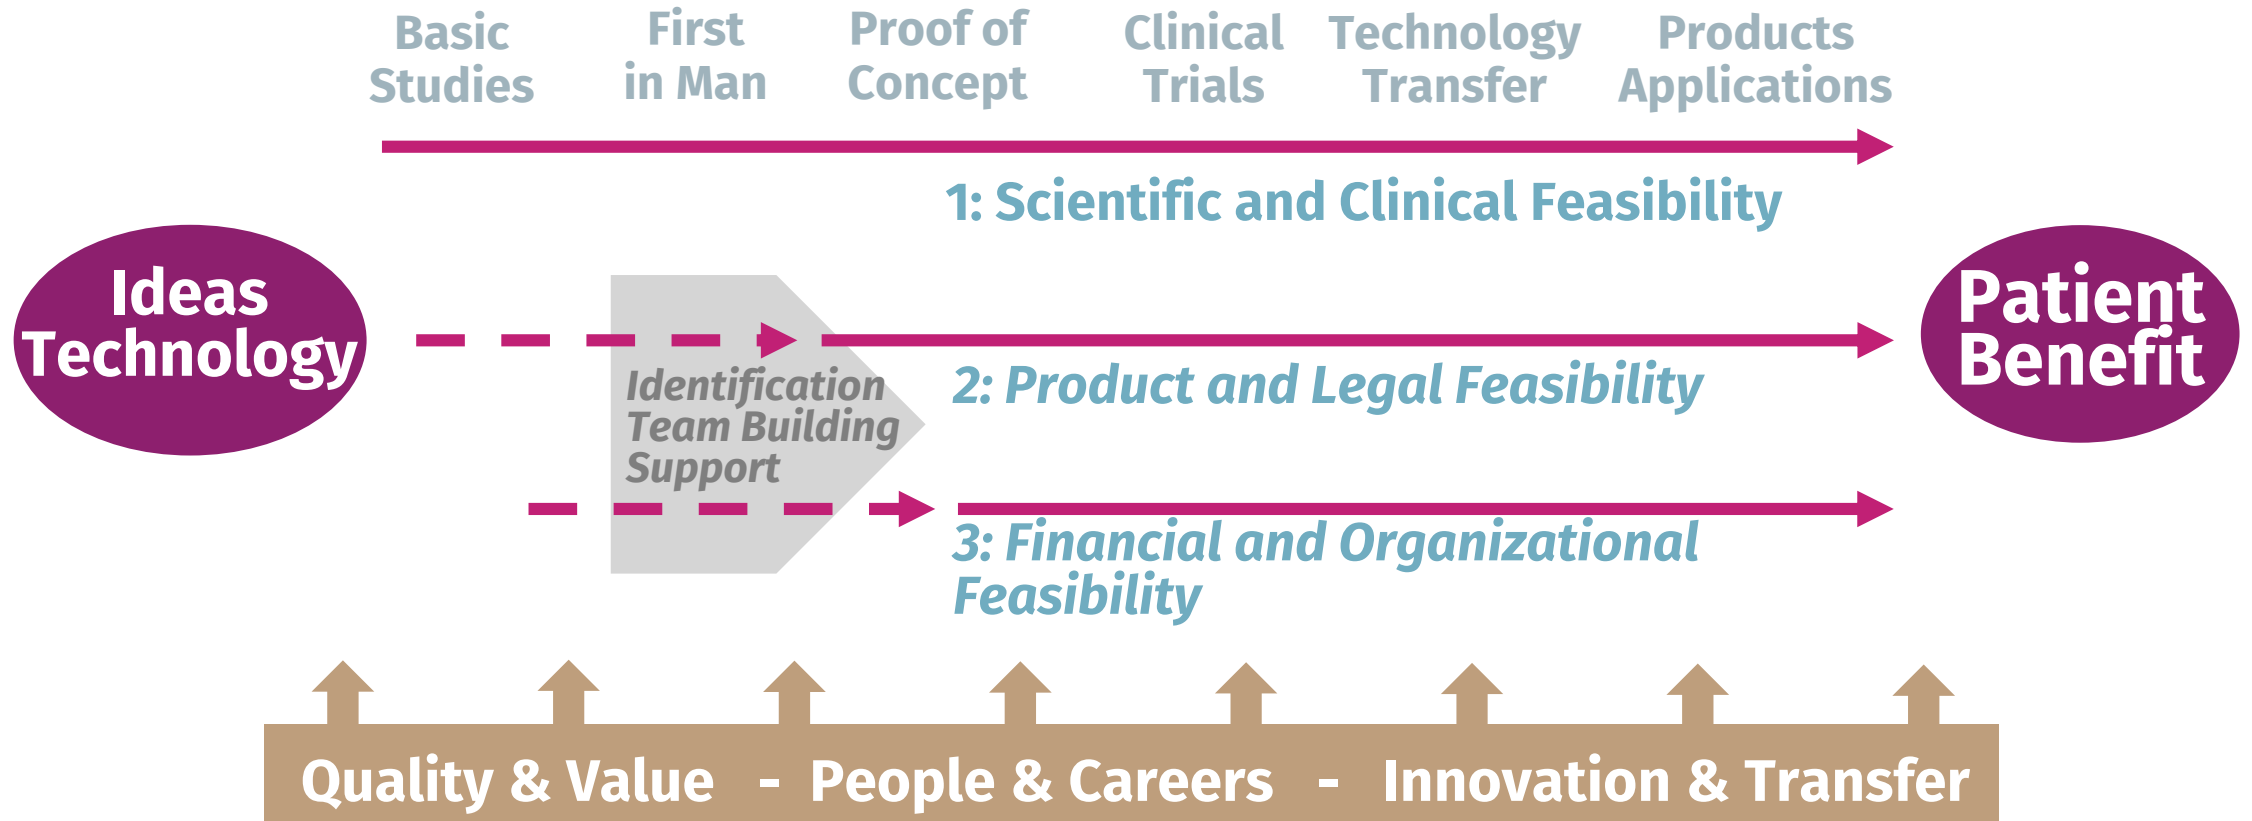 Basic
Studies
First
in Man
Proof of
Concept
Clinical
Trials
Technology
Transfer
Products
Applications
1: Scientific and Clinical Feasibility
Ideas
Technology
Patient
Benefit
Identification
Team Building
Support
2: Product and Legal Feasibility
3: Financial and Organizational
Feasibility
Quality & Value - People & Careers - Innovation & Transfer